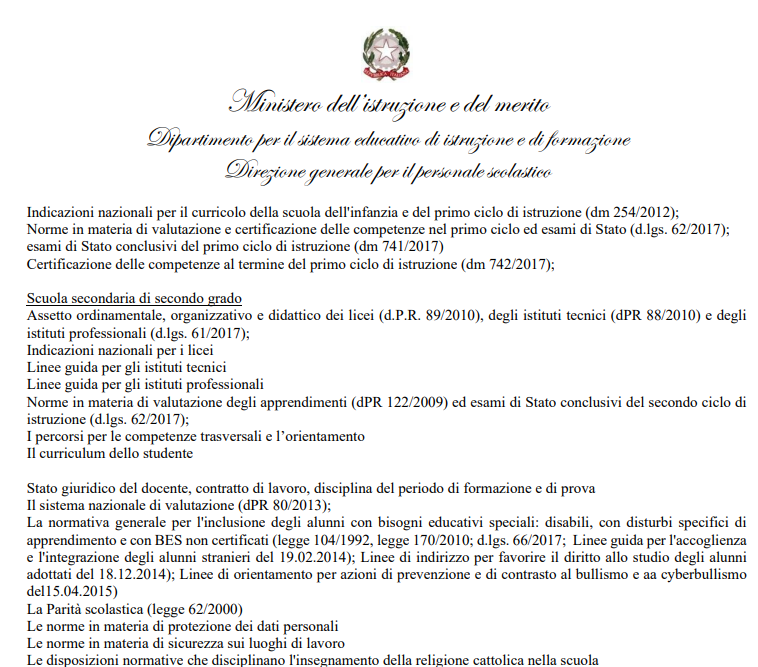 Ministero dell'istruzione e del merito
Dipartimento per il sistema educativo di istruzione e di formazione
Direzione generale per il personale scolastico
Indicazioni nazionali per il curricolo della scuola dell'infanzia e del primo ciclo di istruzione (dm 254/2012);
Norme in materia di valutazione e certificazione delle competenze nel primo ciclo ed esami di Stato (d.lgs. 62/2017);
esami di Stato conclusivi del primo ciclo di istruzione (dm 741/2017)
Certificazione delle competenze al termine del primo ciclo di istruzione (dm 742/2017);
Scuola secondaria di secondo grado
Assetto ordinamentale, organizzativo e didattico dei licei (d.P.R. 89/2010), degli istituti tecnici (dPR 88/2010) e degli
istituti professionali (d.lgs. 61/2017);
Indicazioni nazionali per i licei
Linee guida per gli istituti tecnici
Linee guida per gli istituti professionali
Norme in materia di valutazione degli apprendimenti (dPR 122/2009) ed esami di Stato conclusivi del secondo ciclo di
istruzione (d.lgs. 62/2017);
I percorsi per le competenze trasversali e l’orientamento
Il curriculum dello studente
Stato giuridico del docente, contratto di lavoro, disciplina del periodo di formazione e di prova
Il sistema nazionale di valutazione (dPR 80/2013);
La normativa generale per l'inclusione degli alunni con bisogni educativi speciali: disabili, con disturbi specifici di
apprendimento e con BES non certificati (legge 104/1992, legge 170/2010; d.lgs. 66/2017; Linee guida per l'accoglienza
e l'integrazione degli alunni stranieri del 19.02.2014); Linee di indirizzo per favorire il diritto allo studio degli alunni
adottati del 18.12.2014); Linee di orientamento per azioni di prevenzione e di contrasto al bullismo e aa cyberbullismo
del15.04.2015)
La Parità scolastica (legge 62/2000)
Le norme in materia di protezione dei dati personali
Le norme in materia di sicurezza sui luoghi di lavoro
Le disposizioni normative che disciplinano l'insegnamento della religione cattolica nella scuola